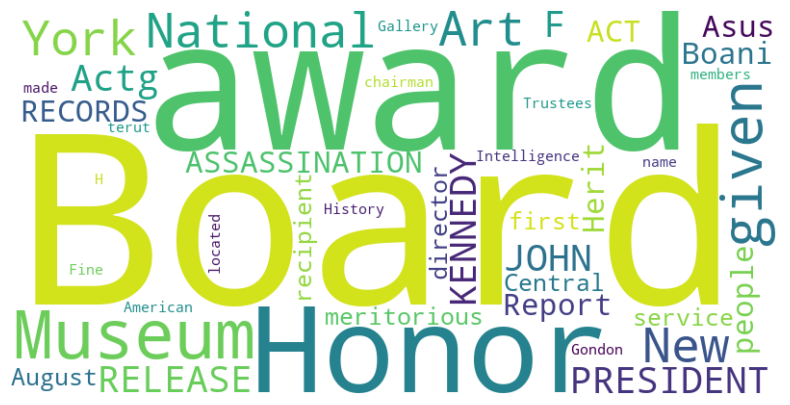 York National Gallery Art F ACT Asus
Actg award Boani
made chairman members
RECORDS Trustees given
terut
ASSASSINATION Intelligence name
Board
H recipient History director KENNEDY first Herit
located JOHN people
Fine Central
American Report
Museum meritorious service
Honor New
August RELEASE Gondon PRESIDENT